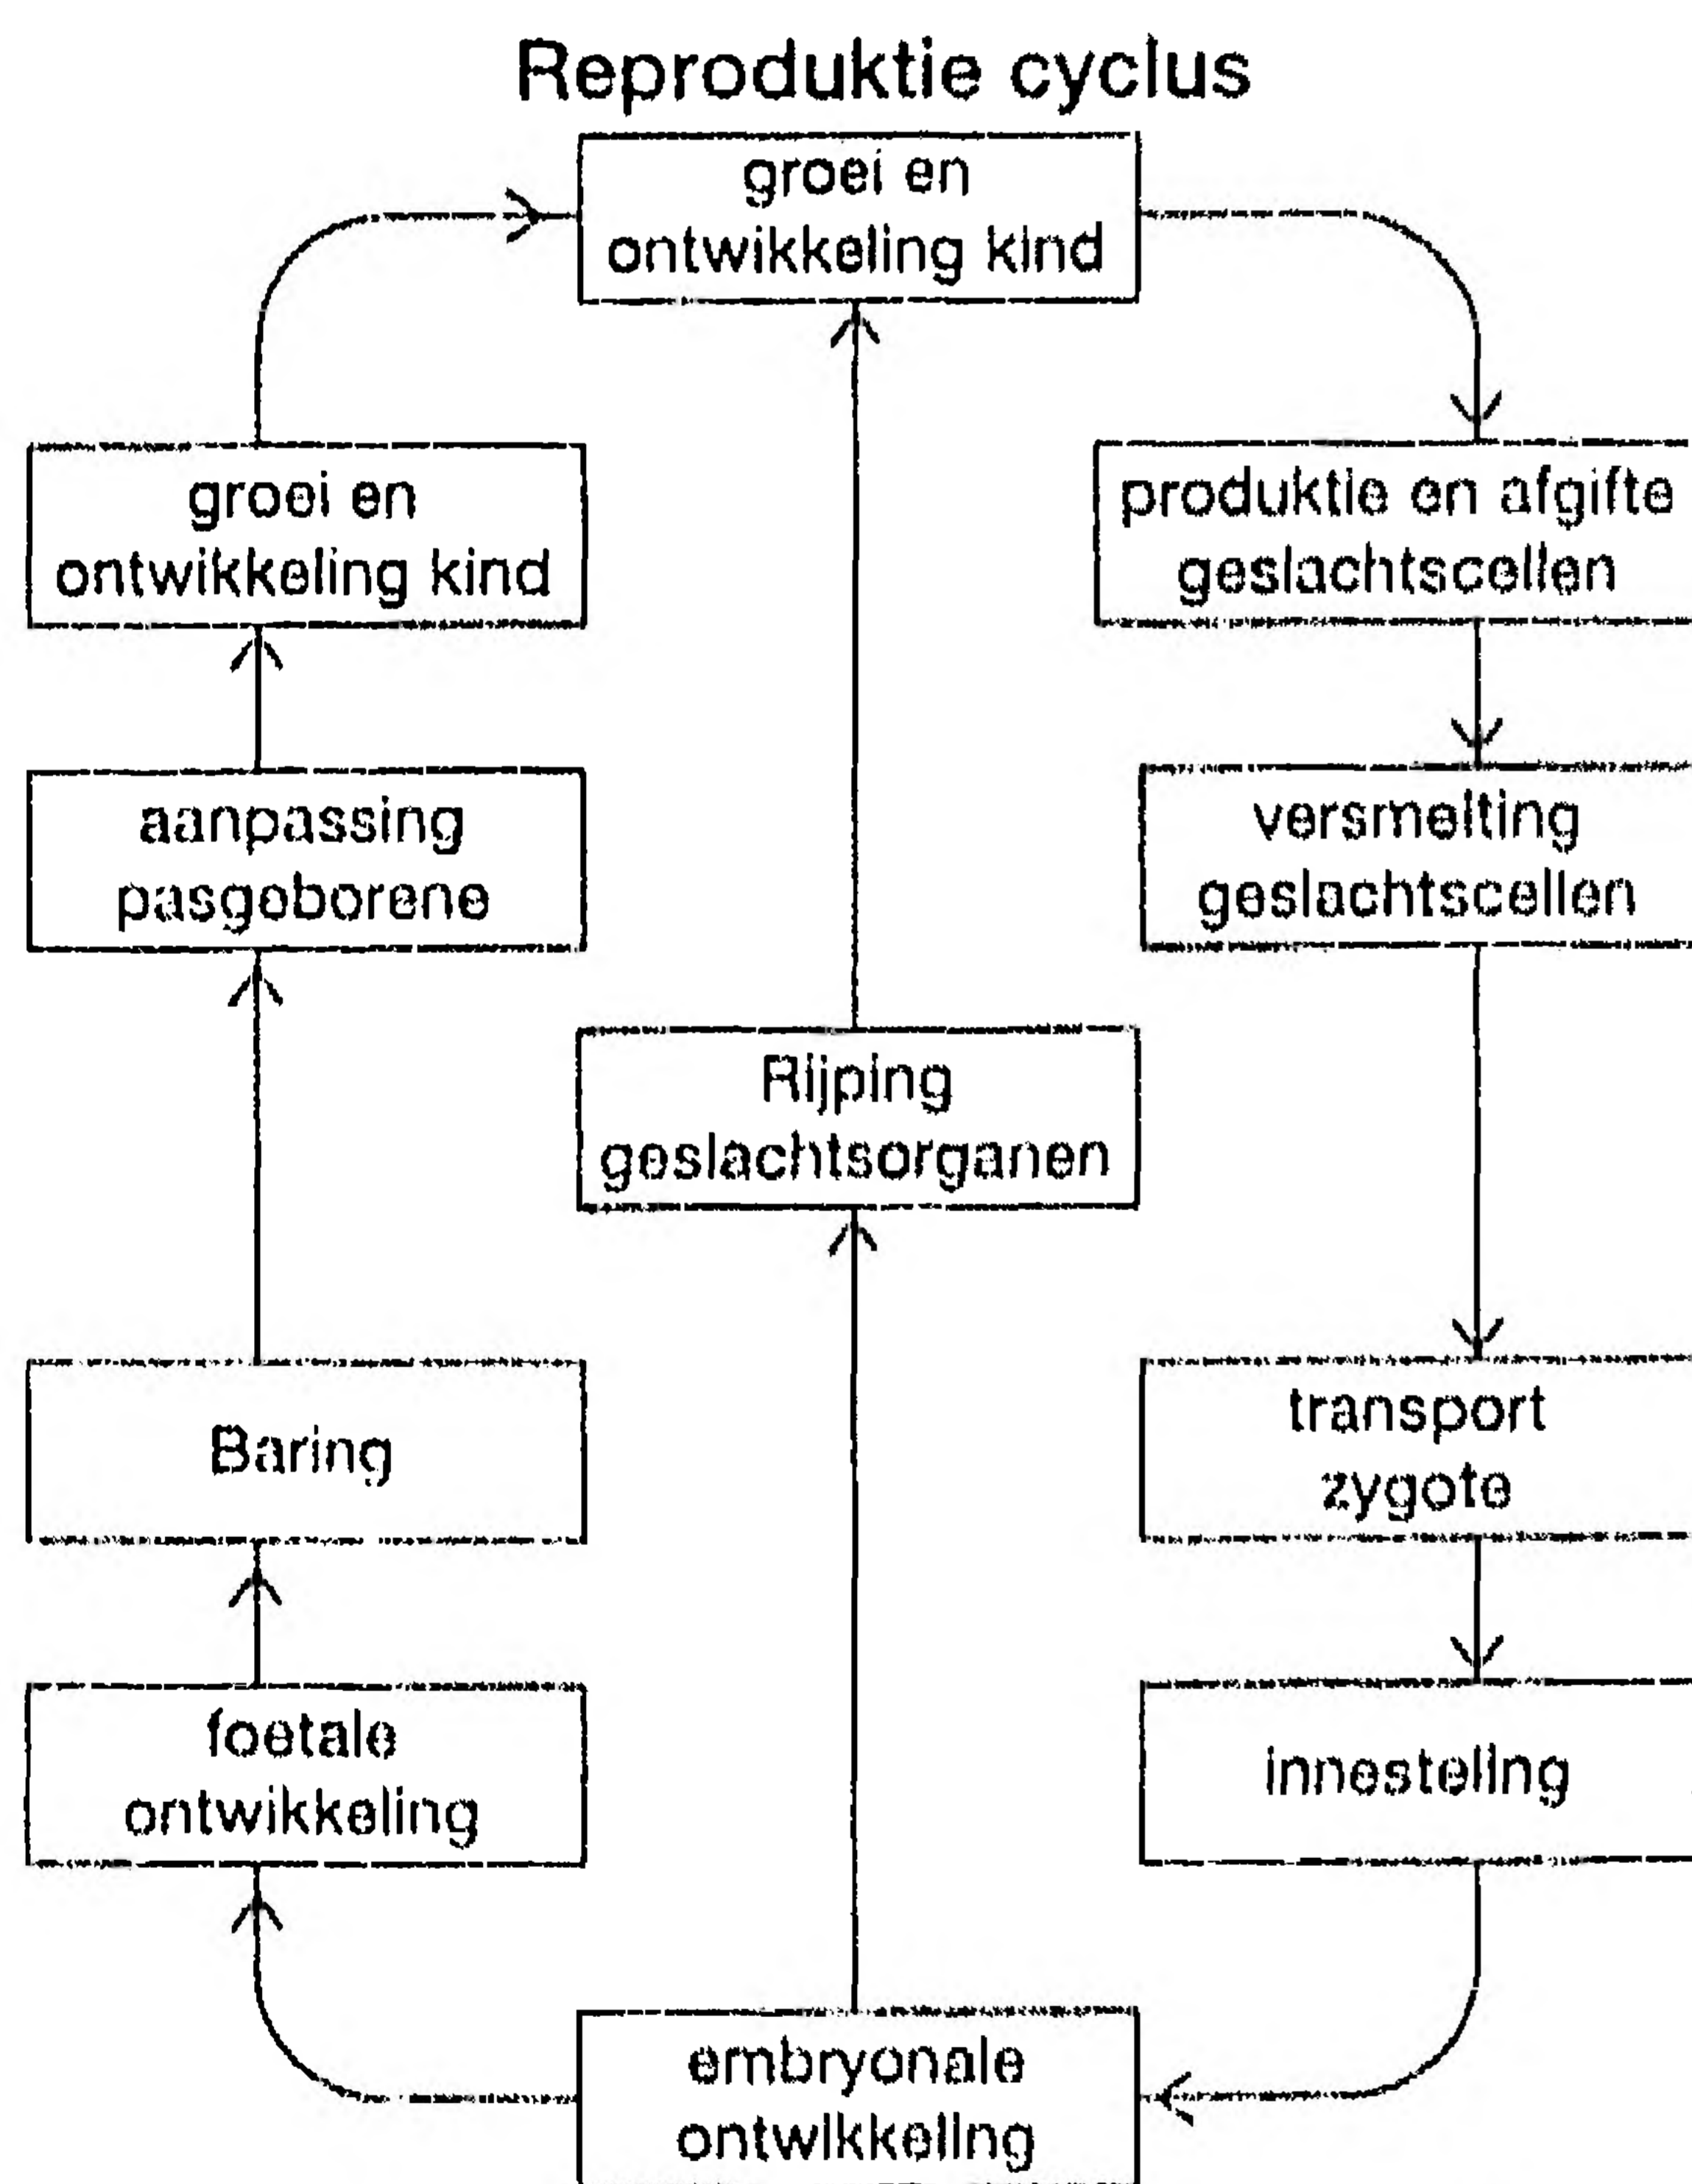 Reproduktie cyclus
groei en
ontwikkeling kind
groei en
ontwikkeling kind
produktie en afgifte
geslachtscellen
aanpassing
pasgeborene
versmelting
geslachtscellen
Rijping
geslachtsorganen
Baring
transport
zygote
foetale
ontwikkeling
innesteling
embryonale
ontwikkeling